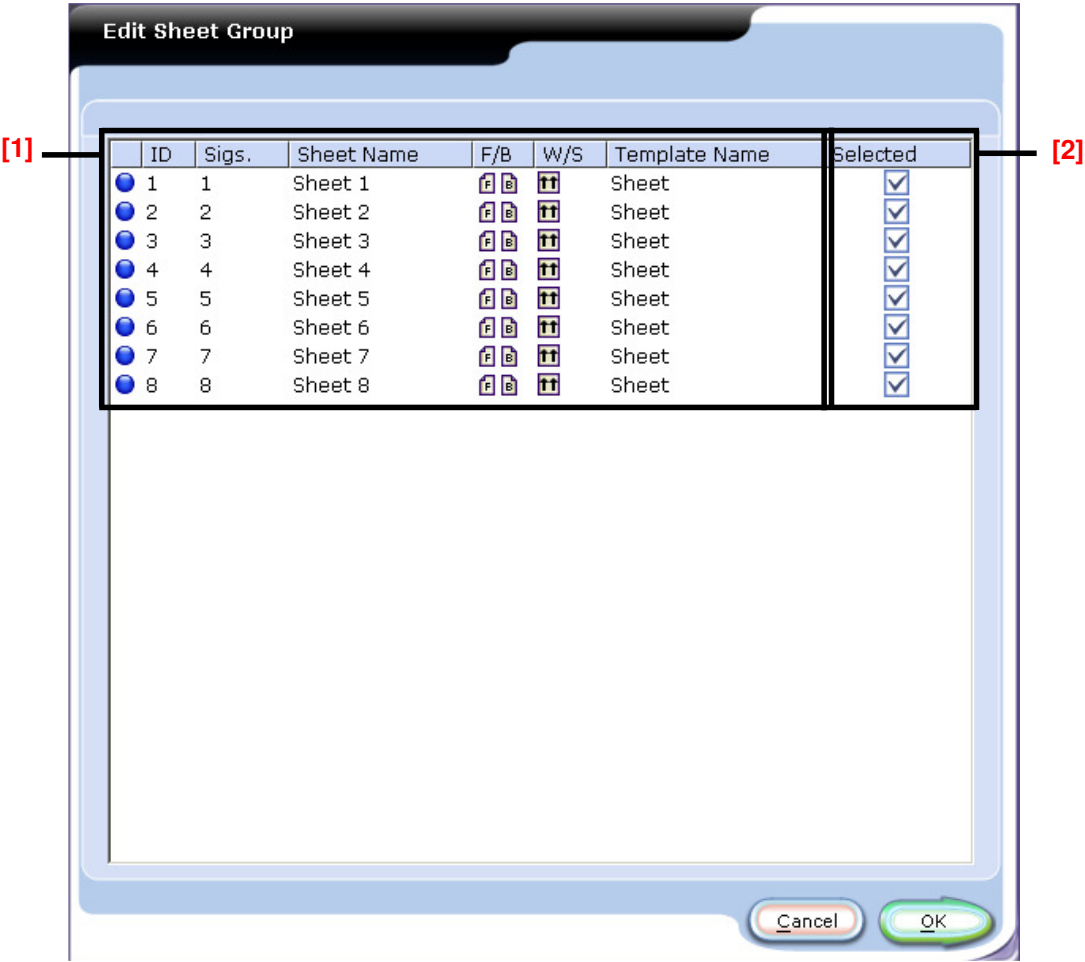 Edit Sheet Group
[1]
[2]
ID Sigs. Sheet Name F/B W/S Template Name Selected
1 1 Sheet 1 F B Sheet
2 2 Sheet 2 F B Sheet
3 3 Sheet 3 F B Sheet
4 4 Sheet 4 F B Sheet
5 5 Sheet 5 F B Sheet
6 6 Sheet 6 F B Sheet
7 7 Sheet 7 F B Sheet
8 8 Sheet 8 F B Sheet
Cancel OK